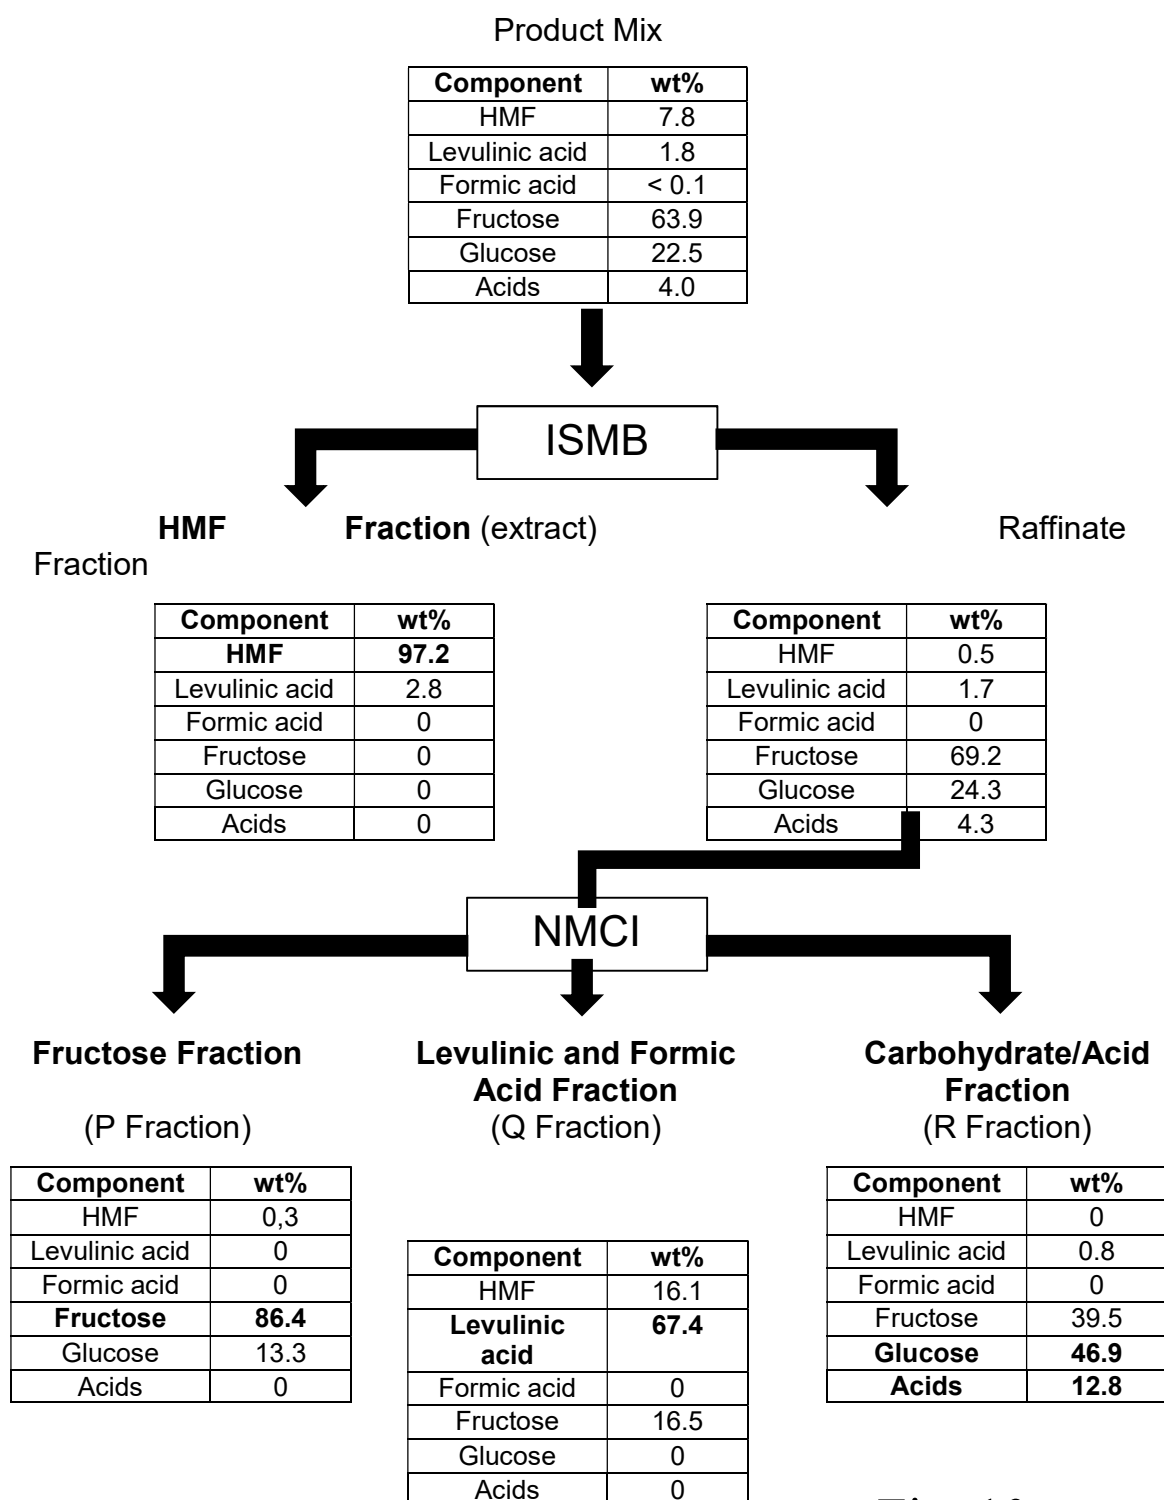 Product Mix
Component wt%
HMF 7.8
Levulinic acid 1.8
Formic acid < 0.1
Fructose 63.9
Glucose 22.5
Acids 4.0
ISMB
HMF Fraction (extract) Raffinate
Fraction
Component wt%
HMF 97.2
Levulinic acid 2.8
Formic acid 0
Fructose 0
Glucose 0
Acids 0
Component wt%
HMF 0.5
Levulinic acid 1.7
Formic acid 0
Fructose 69.2
Glucose 24.3
Acids 4.3
NMCI
Fructose Fraction
(P Fraction)
Component wt%
HMF 0,3
Levulinic acid 0
Formic acid 0
Fructose 86.4
Glucose 13.3
Acids 0
Levulinic and Formic
Acid Fraction
(Q Fraction)
Component wt%
HMF 16.1
Levulinic
acid 67.4
Formic acid 0
Fructose 16.5
Glucose 0
Acids 0
Carbohydrate/Acid
Fraction
(R Fraction)
Component wt%
HMF 0
Levulinic acid 0.8
Formic acid 0
Fructose 39.5
Glucose 46.9
Acids 12.8